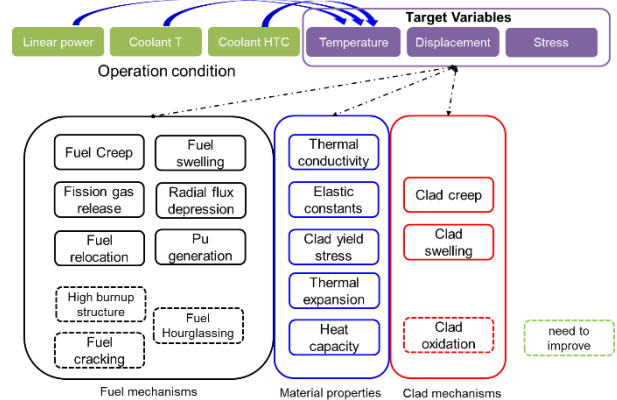 Target Variables
Linear power
Coolant T
Coolant HTC
Temperature
Displacement
Stress
Operation condition
Fuel Creep
Fuel
swelling
Fission gas
release
Radial flux
depression
Fuel
relocation
Pu
generation
High burnup
structure
Fuel
Hourglassing
Fuel
cracking
Thermal
conductivity
Elastic
constants
Clad yield
stress
Thermal
expansion
Heat
capacity
Clad creep
Clad
swelling
Clad
oxidation
need to
improve
Fuel mechanisms
Material properties
Clad mechanisms